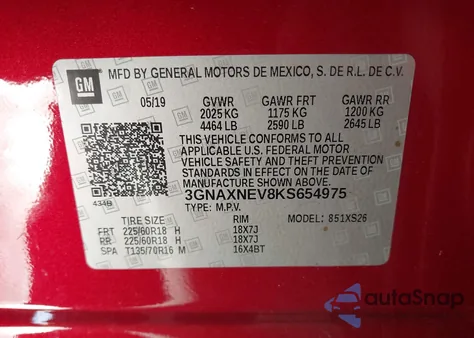 GM
MFD BY GENERAL MOTORS DE MEXICO, S. DE R.L. DE C.V.
05/19 GVWR GAWR FRT GAWR RR
2025 KG 1175 KG 1200 KG
4464 LB 2590 LB 2645 LB
THIS VEHICLE CONFORMS TO ALL
APPLICABLE U.S. FEDERAL MOTOR
VEHICLE SAFETY AND THEFT PREVENTION
STANDARDS IN EFFECT ON THE DATE OF
MANUFACTURE SHOWN ABOVE.
434B 3GNAXNEV8KS654975
TYPE: M.P.V. MODEL: 851XS26
TIRE SIZE RIM
FRT 225/60R18 H 18X7J
RR 225/60R18 H 18X7J
SPA T135/70R16 M 16X4BT
autoSnap